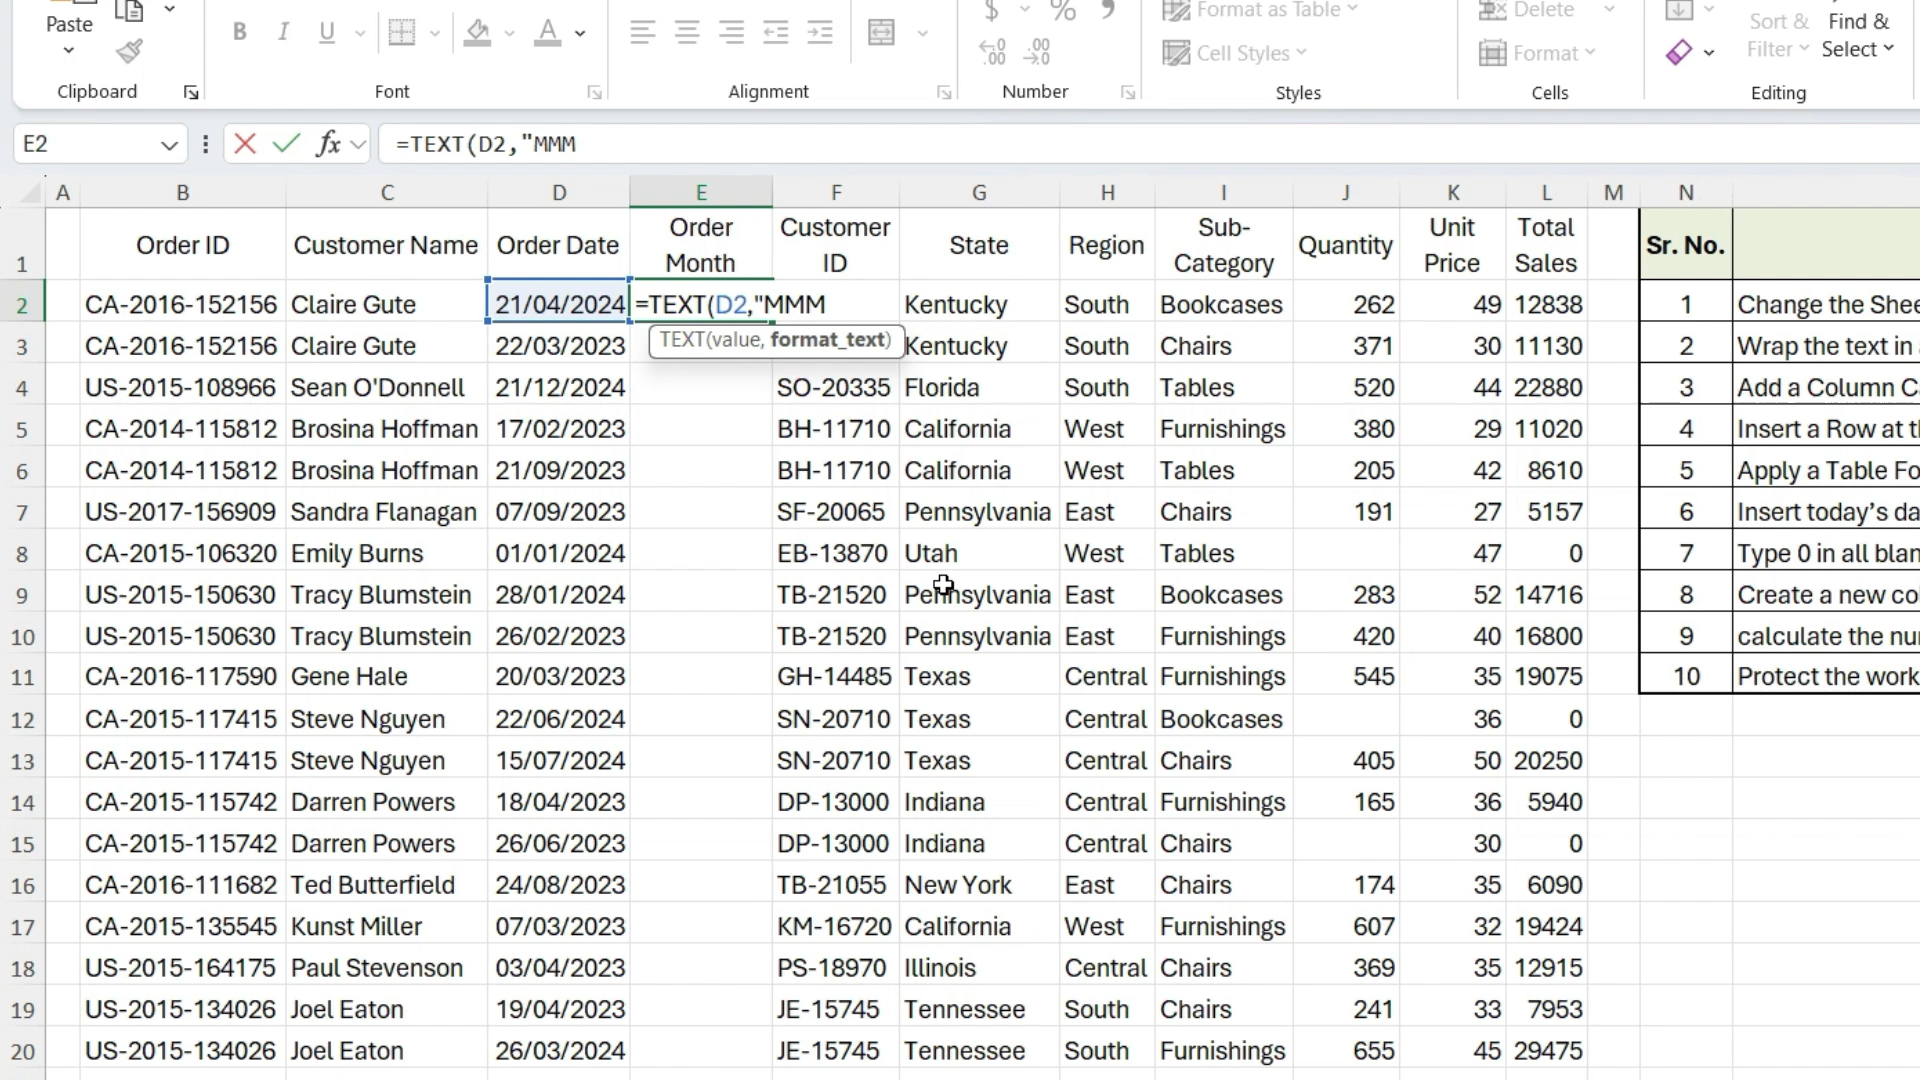 Paste
B I U A
$ % 9
Format as Table
Cell Styles
Delete
Format
Sort & Find &
Filter Select
Clipboard Font Alignment Number Styles Cells Editing
E2 fx =TEXT(D2,"MMM
A B C D E F G H I J K L M N
1 Order ID Customer Name Order Date Order Month Customer ID State Region Sub-Category Quantity Unit Price Total Sales Sr. No.
2 CA-2016-152156 Claire Gute 21/04/2024 =TEXT(D2,"MMM Kentucky South Bookcases 262 49 12838 1
TEXT(value, format_text)
3 CA-2016-152156 Claire Gute 22/03/2023 Kentucky South Chairs 371 30 11130 2 Wrap the text in
4 US-2015-108966 Sean O'Donnell 21/12/2024 SO-20335 Florida South Tables 520 44 22880 3 Add a Column
5 CA-2014-115812 Brosina Hoffman 17/02/2023 BH-11710 California West Furnishings 380 29 11020 4 Insert a Row at
6 CA-2014-115812 Brosina Hoffman 21/09/2023 BH-11710 California West Tables 205 42 8610 5 Apply a Table
7 US-2017-156909 Sandra Flanagan 07/09/2023 SF-20065 Pennsylvania East Chairs 191 27 5157 6 Insert today's
8 CA-2015-106320 Emily Burns 01/01/2024 EB-13870 Utah West Tables 47 0 7 Type 0 in all
9 US-2015-150630 Tracy Blumstein 28/01/2024 TB-21520 Pennsylvania East Bookcases 283 52 14716 8 Create a new
10 US-2015-150630 Tracy Blumstein 26/02/2023 TB-21520 Pennsylvania East Furnishings 420 40 16800 9 calculate the
11 CA-2016-117590 Gene Hale 20/03/2023 GH-14485 Texas Central Furnishings 545 35 19075 10 Protect the
12 CA-2015-117415 Steve Nguyen 22/06/2024 SN-20710 Texas Central Bookcases 36 0
13 CA-2015-117415 Steve Nguyen 15/07/2024 SN-20710 Texas Central Chairs 405 50 20250
14 CA-2015-115742 Darren Powers 18/04/2023 DP-13000 Indiana Central Furnishings 165 36 5940
15 CA-2015-115742 Darren Powers 26/06/2023 DP-13000 Indiana Central Chairs 30 0
16 CA-2016-111682 Ted Butterfield 24/08/2023 TB-21055 New York East Chairs 174 35 6090
17 CA-2015-135545 Kunst Miller 07/03/2023 KM-16720 California West Furnishings 607 32 19424
18 US-2015-164175 Paul Stevenson 03/04/2023 PS-18970 Illinois Central Chairs 369 35 12915
19 US-2015-134026 Joel Eaton 19/04/2023 JE-15745 Tennessee South Chairs 241 33 7953
20 US-2015-134026 Joel Eaton 26/03/2024 JE-15745 Tennessee South Furnishings 655 45 29475